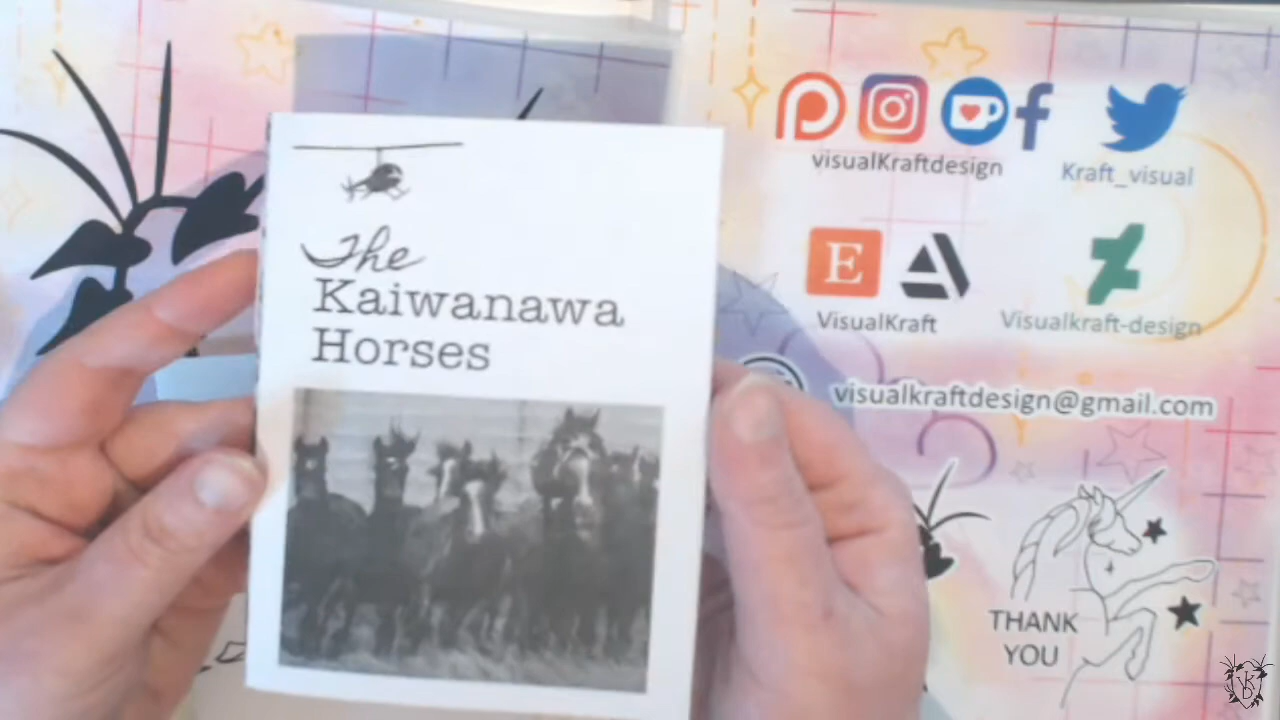 The
Kaiwanawa
Horses
visualKraftdesign
Kraft_visual
E
VisualKraft
Visualkraft-design
visualkraftdesign@gmail.com
THANK
YOU